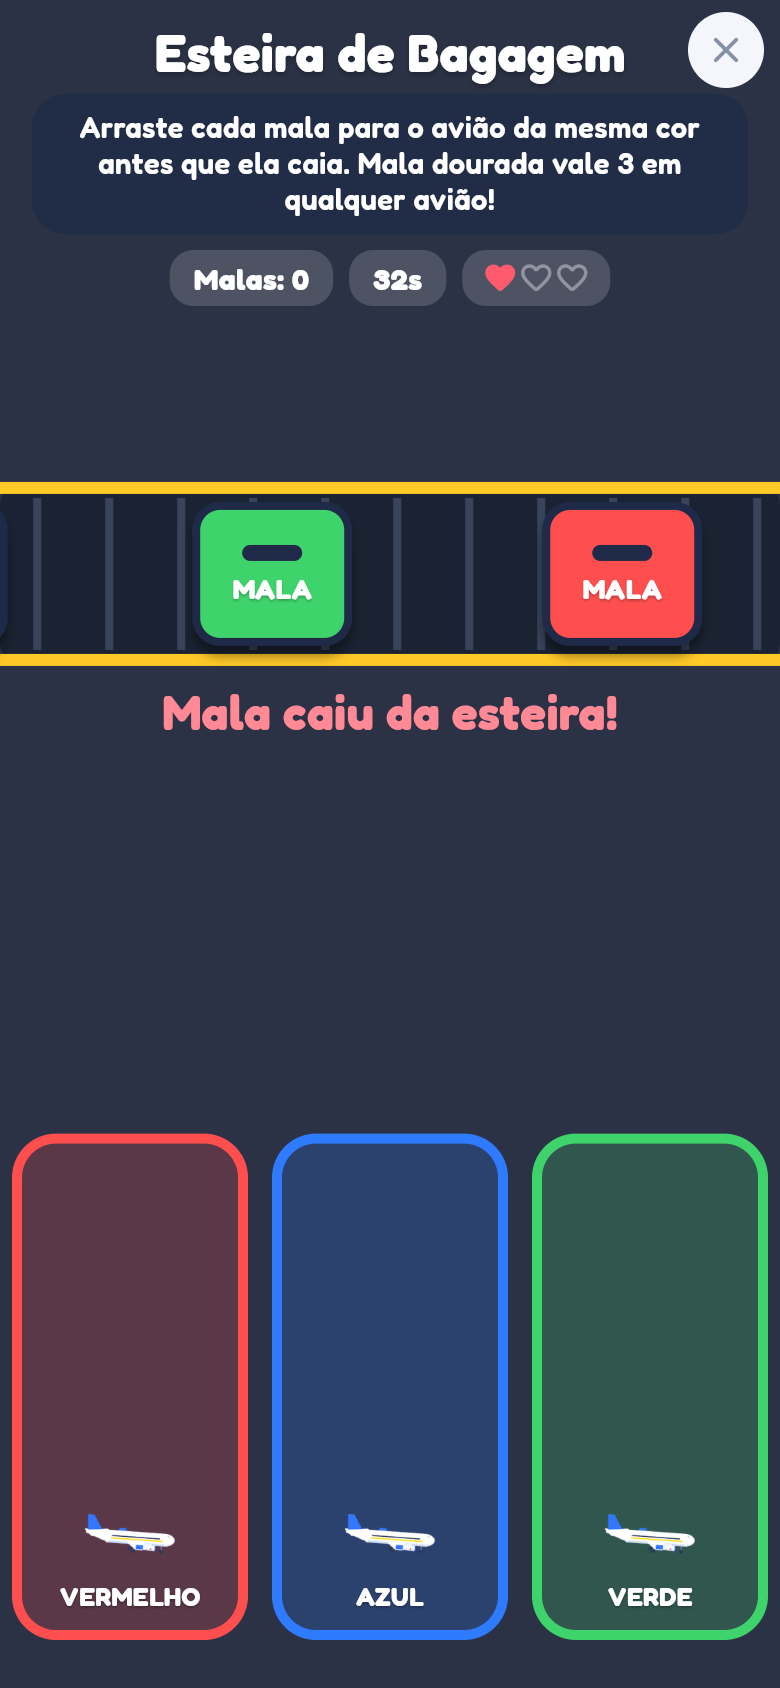 Esteira de Bagagem
Arraste cada mala para o avião da mesma cor
antes que ela caia. Mala dourada vale 3 em
qualquer avião!
Malas: 0
32s
MALA
MALA
Mala caiu da esteira!
VERMELHO
AZUL
VERDE